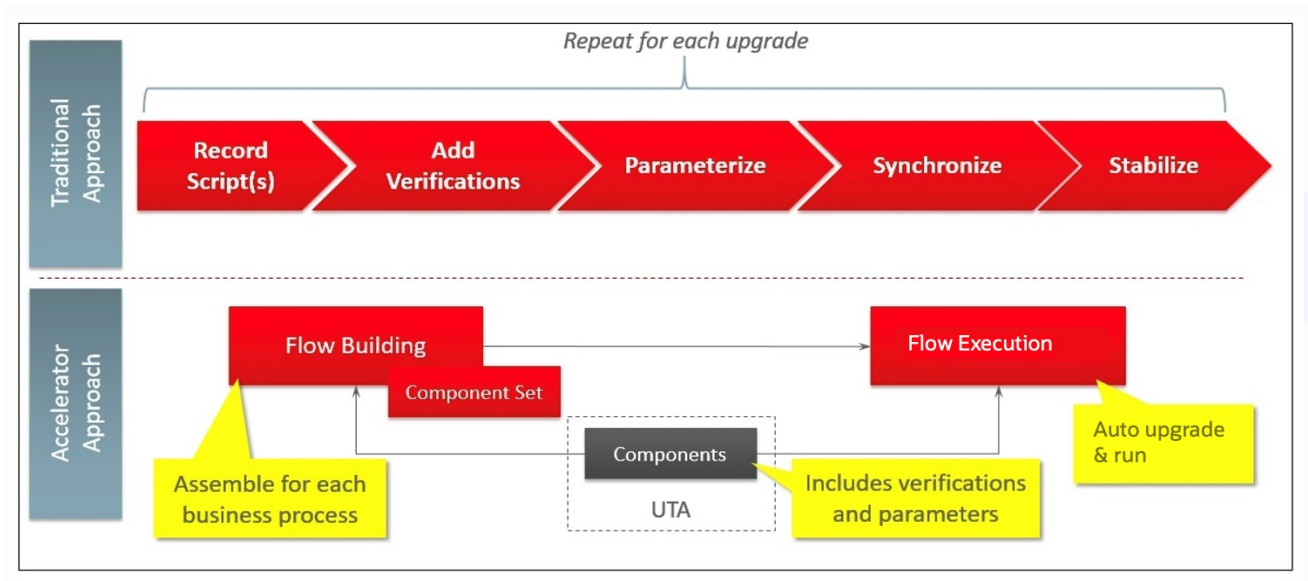 Repeat for each upgrade
Traditional
Approach
Record
Script(s)
Add
Verifications
Parameterize
Synchronize
Stabilize
Accelerator
Approach
Flow Building
Component Set
Flow Execution
Components
UTA
Assemble for each
business process
Includes verifications
and parameters
Auto upgrade
& run